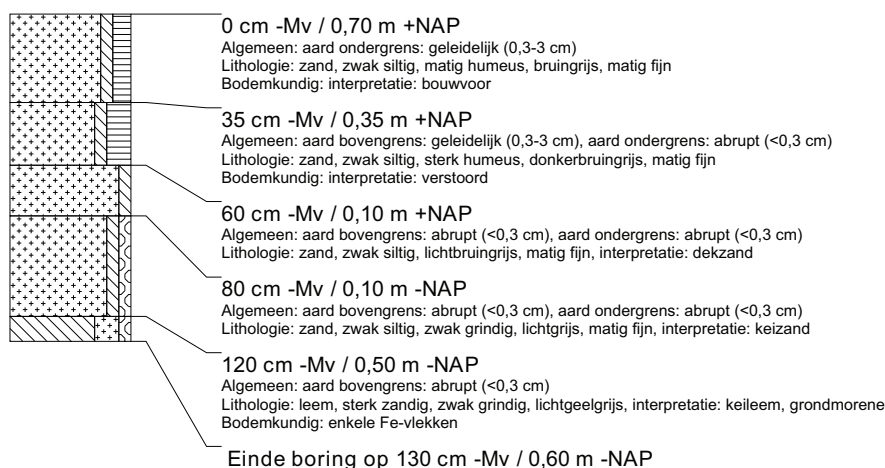 0 cm -Mv / 0,70 m +NAP
Algemeen: aard ondergrens: geleidelijk (0,3-3 cm)
Lithologie: zand, zwak siltig, matig humeus, bruingrijs, matig fijn
Bodemkundig: interpretatie: bouwvoor
35 cm -Mv / 0,35 m +NAP
Algemeen: aard bovengrens: geleidelijk (0,3-3 cm), aard ondergrens: abrupt (<0,3 cm)
Lithologie: zand, zwak siltig, sterk humeus, donkerbruingrijs, matig fijn
Bodemkundig: interpretatie: verstoord
60 cm -Mv / 0,10 m +NAP
Algemeen: aard bovengrens: abrupt (<0,3 cm), aard ondergrens: abrupt (<0,3 cm)
Lithologie: zand, zwak siltig, lichtbruingrijs, matig fijn, interpretatie: dekzand
80 cm -Mv / 0,10 m -NAP
Algemeen: aard bovengrens: abrupt (<0,3 cm), aard ondergrens: abrupt (<0,3 cm)
Lithologie: zand, zwak siltig, zwak grindig, lichtgrijs, matig fijn, interpretatie: keizand
120 cm -Mv / 0,50 m -NAP
Algemeen: aard bovengrens: abrupt (<0,3 cm)
Lithologie: leem, sterk zandig, zwak grindig, lichtgeelgrijs, interpretatie: keileem, grondmorene
Bodemkundig: enkele Fe-vlekken
Einde boring op 130 cm -Mv / 0,60 m -NAP